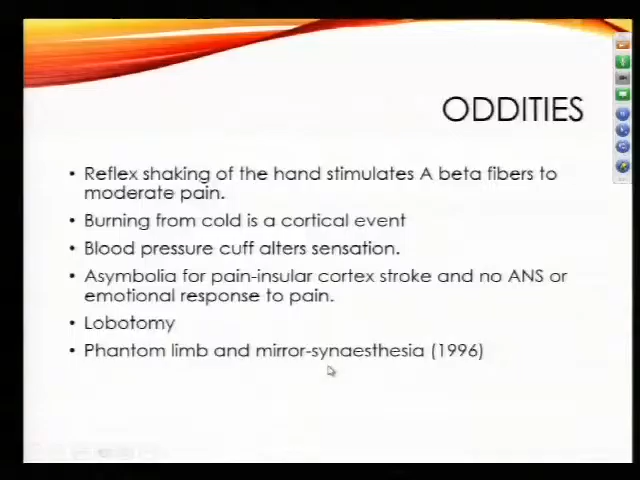 ODDITIES
• Reflex shaking of the hand stimulates A beta fibers to
moderate pain.
• Burning from cold is a cortical event
• Blood pressure cuff alters sensation.
• Asymbolia for pain-insular cortex stroke and no ANS or
emotional response to pain.
• Lobotomy
• Phantom limb and mirror-synaesthesia (1996)